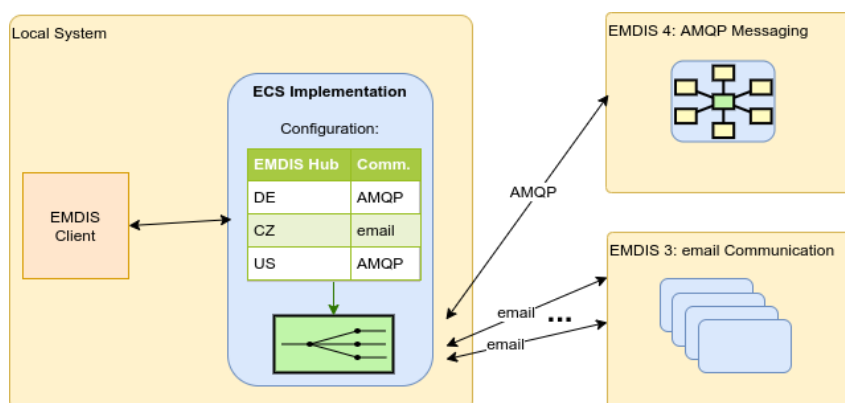 Local System
ECS Implementation
Configuration:
EMDIS Hub Comm.
DE AMQP
CZ email
US AMQP
EMDIS
Client
AMQP
email
...
email
EMDIS 4: AMQP Messaging
EMDIS 3: email Communication